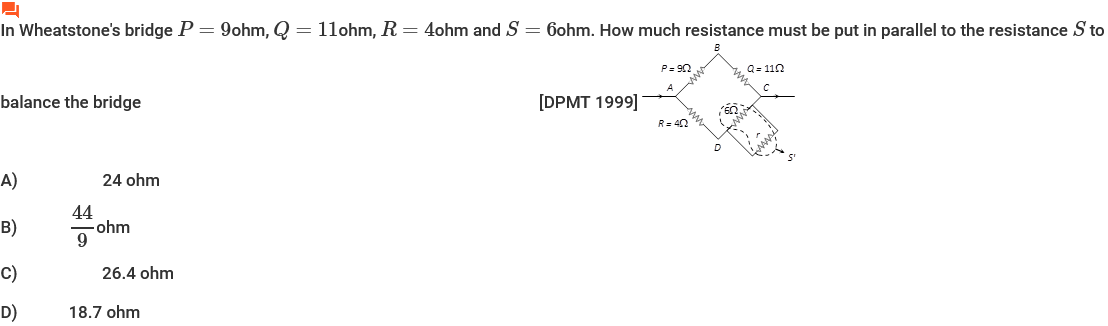 In Wheatstone's bridge P = 9ohm, Q = 11ohm, R = 4ohm and S = 6ohm. How much resistance must be put in parallel to the resistance S to
balance the bridge [DPMT 1999]
B
P = 9Ω Q = 11Ω
A C
6Ω
R = 4Ω
r
D
S'
A) 24 ohm
B) 44/9 ohm
C) 26.4 ohm
D) 18.7 ohm